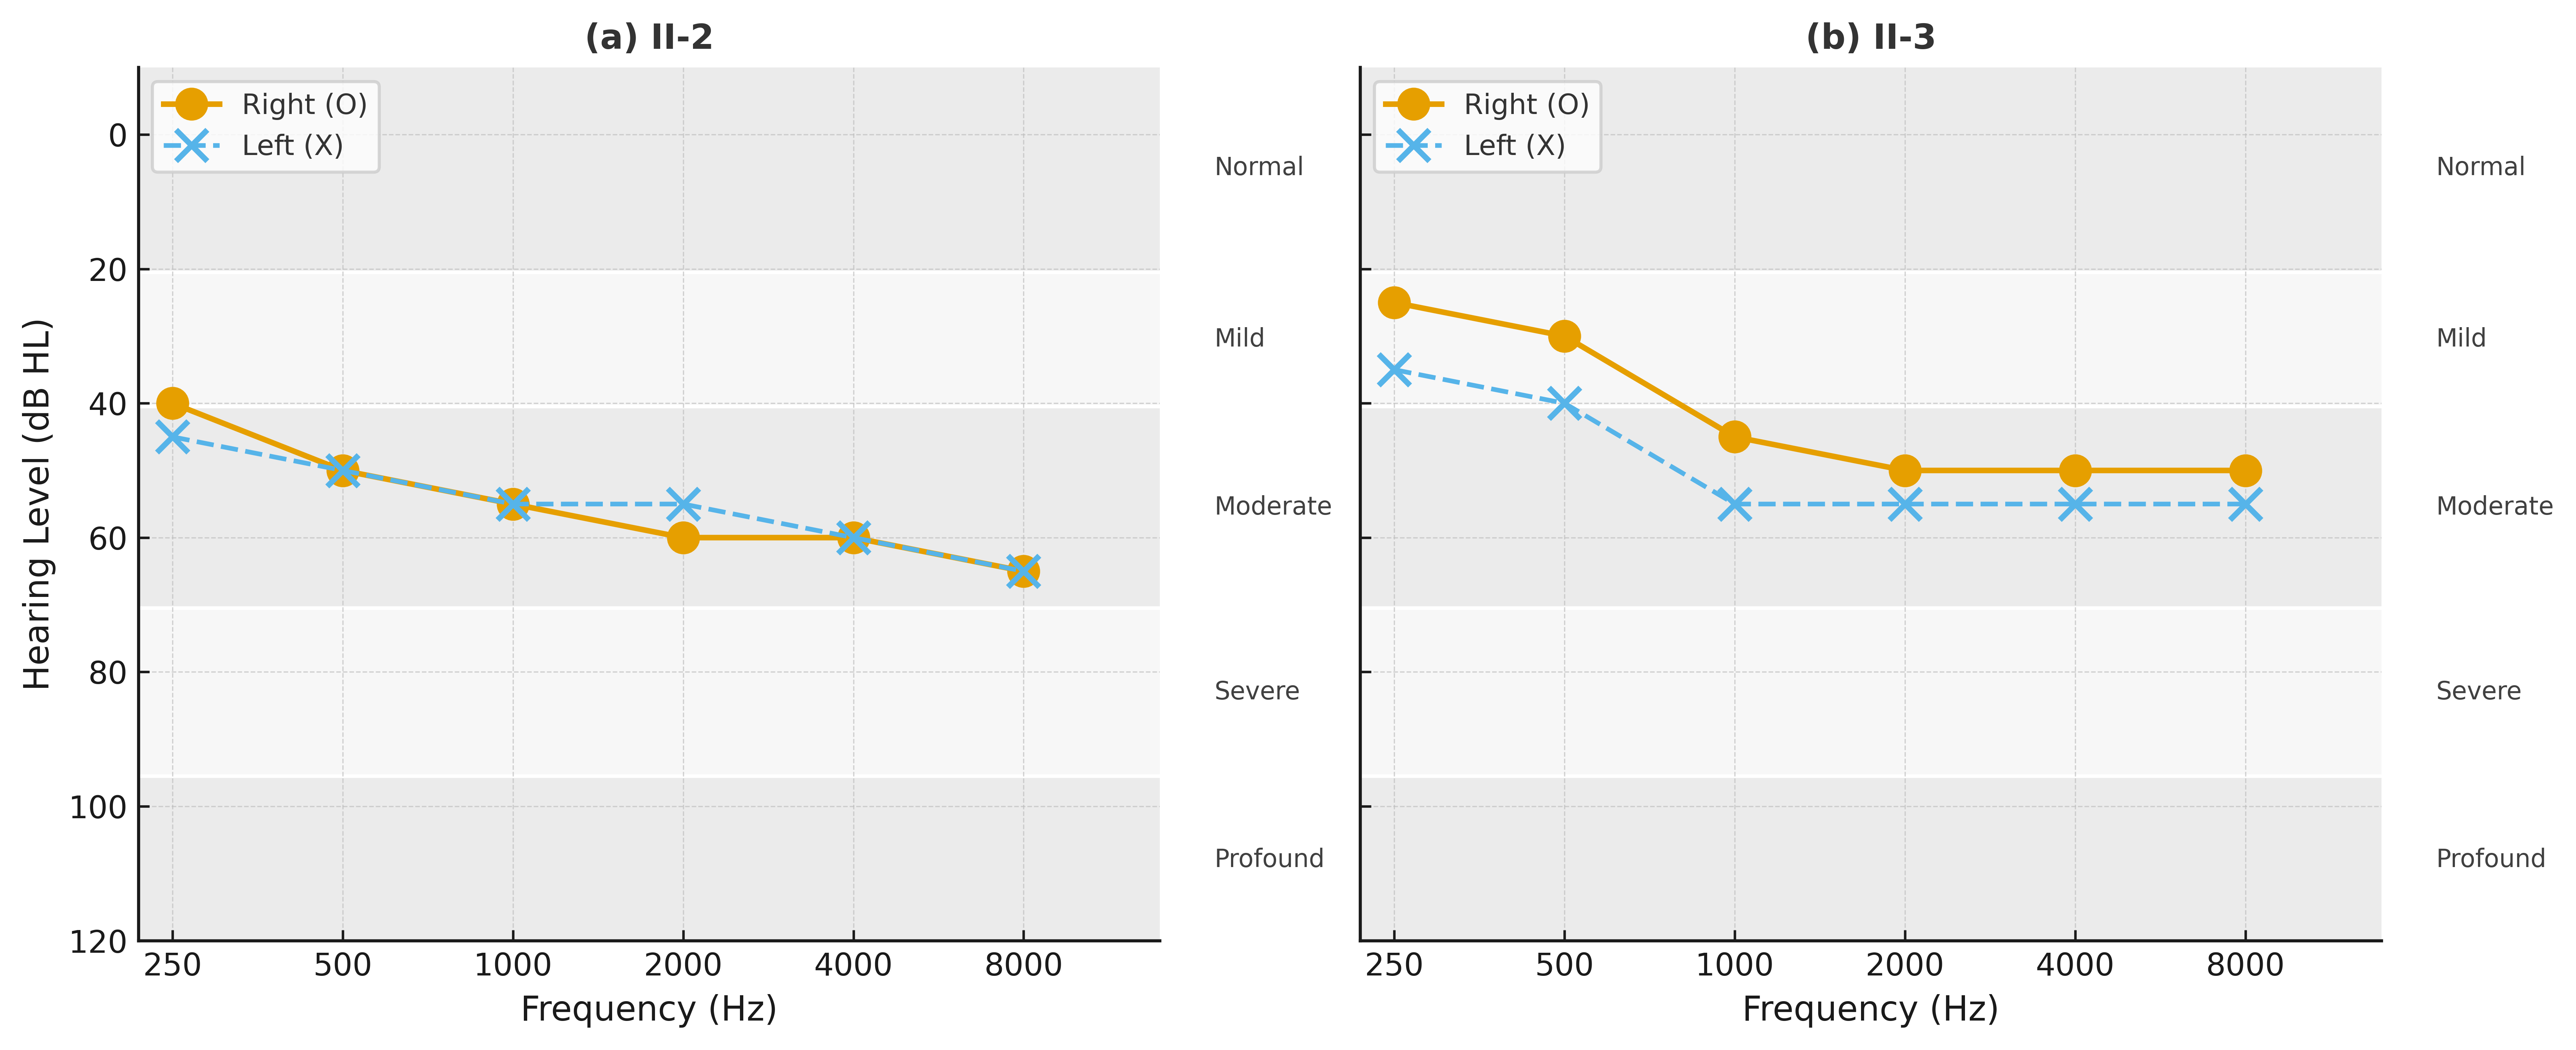 (a) II-2
Right (O)
Left (X)
Hearing Level (dB HL)
0
20
40
60
80
100
120
250 500 1000 2000 4000 8000
Frequency (Hz)
Normal
Mild
Moderate
Severe
Profound
(b) II-3
Right (O)
Left (X)
250 500 1000 2000 4000 8000
Frequency (Hz)
Normal
Mild
Moderate
Severe
Profound